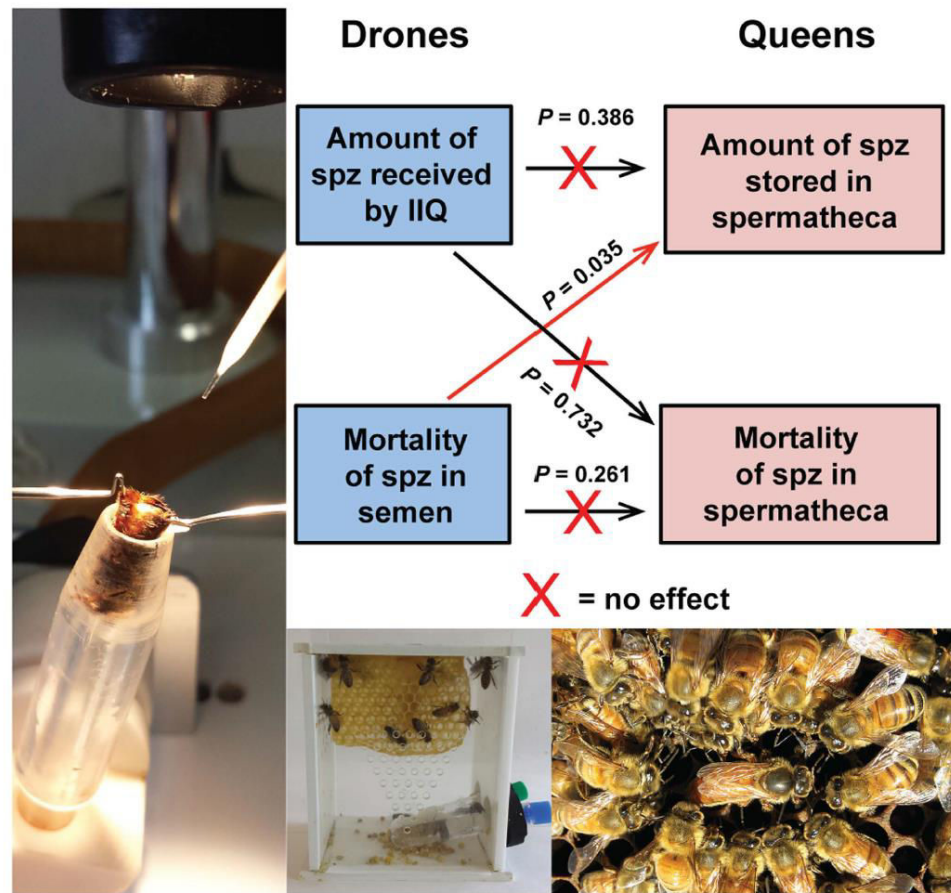 Drones
Queens
Amount of
spz received
by IIQ
P = 0.386
Amount of spz
stored in
spermatheca
P = 0.035
P = 0.732
Mortality
of spz in
semen
P = 0.261
Mortality
of spz in
spermatheca
X = no effect